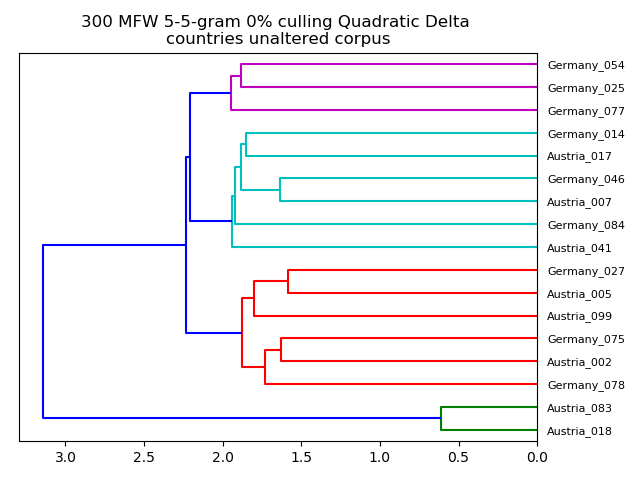 300 MFW 5-5-gram 0% culling Quadratic Delta
countries unaltered corpus
Germany_054
Germany_025
Germany_077
Germany_014
Austria_017
Germany_046
Austria_007
Germany_084
Austria_041
Germany_027
Austria_005
Austria_099
Germany_075
Austria_002
Germany_078
Austria_083
Austria_018
3.0 2.5 2.0 1.5 1.0 0.5 0.0